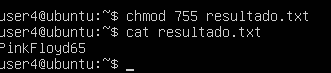 user4@ubuntu:~$ chmod 755 resultado.txt
user4@ubuntu:~$ cat resultado.txt
PinkFloyd65
user4@ubuntu:~$ _